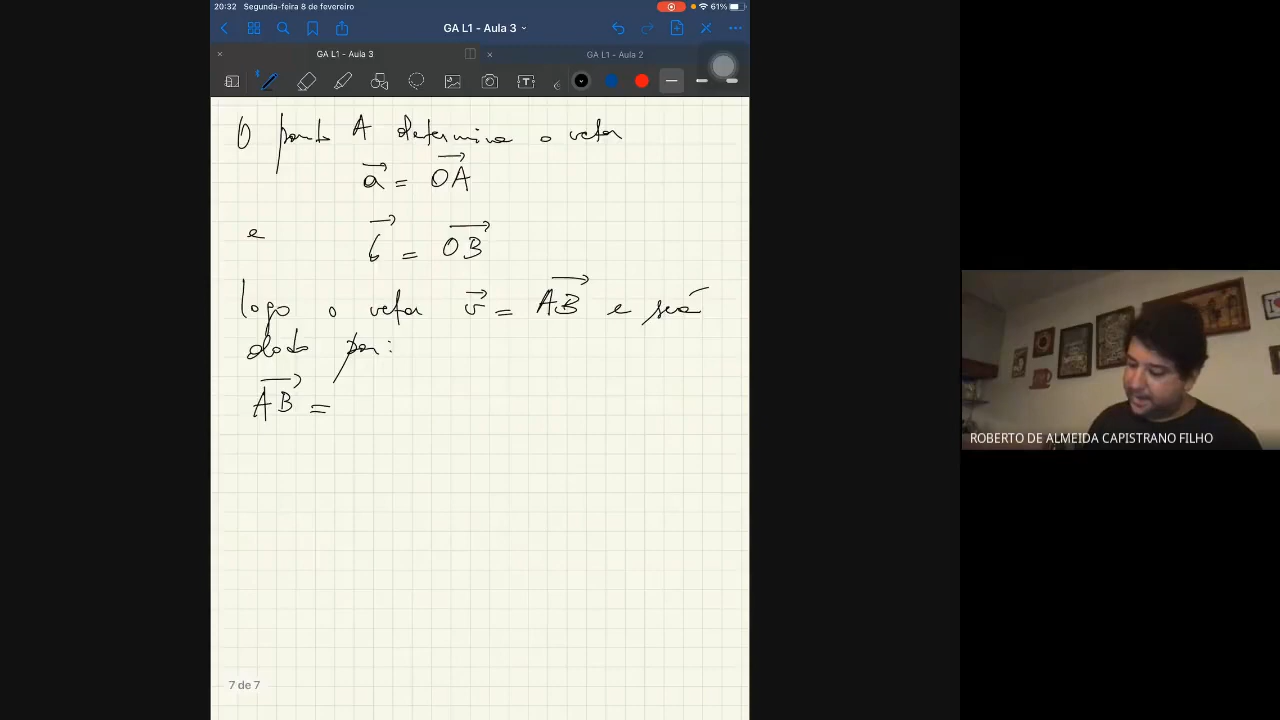 20:32 Segunda-feira 8 de fevereiro 61%
GA L1 - Aula 3
GA L1 - Aula 3 GA L1 - Aula 2
O ponto A determina o vetor
a⃗ = O͞A⃗
e b⃗ = OB⃗
logo o vetor v⃗ = AB⃗ e será
dado por:
AB⃗ =
ROBERTO DE ALMEIDA CAPISTRANO FILHO
7 de 7